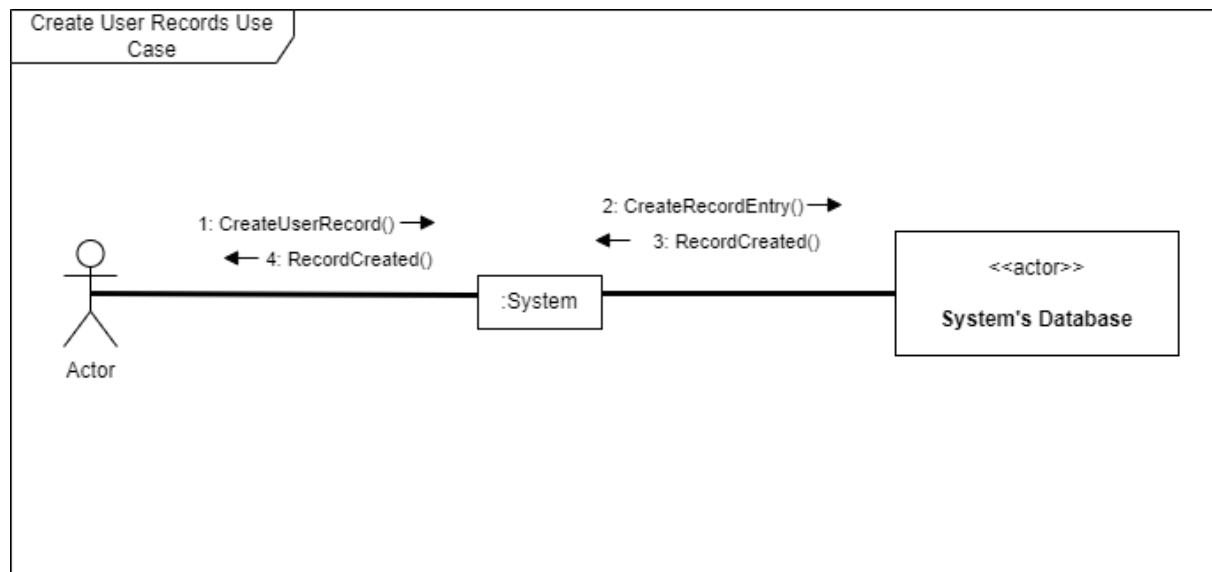 Create User Records Use
Case
1: CreateUserRecord()
2: CreateRecordEntry()
4: RecordCreated()
3: RecordCreated()
:System
<<actor>>
System's Database
Actor